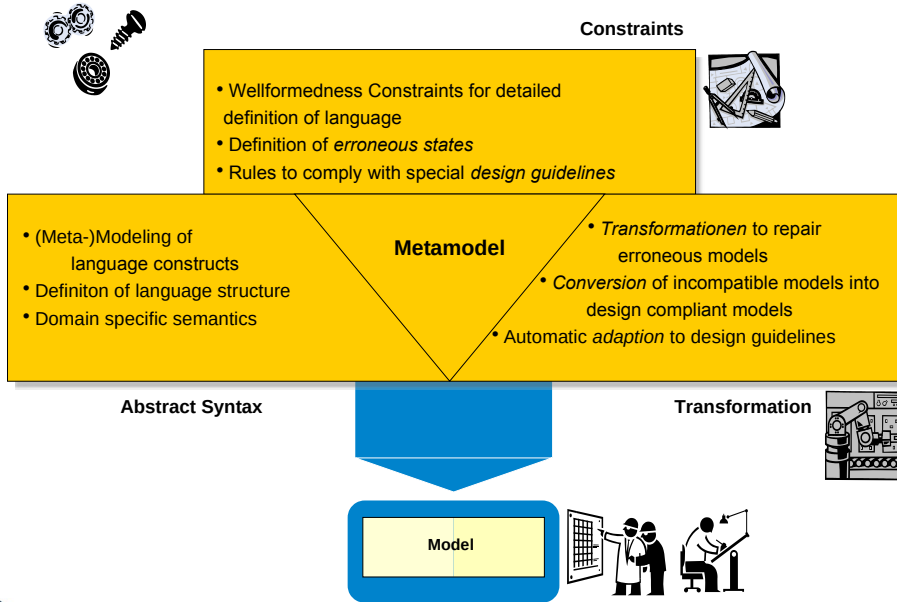 Constraints
• Wellformedness Constraints for detailed
definition of language
• Definition of erroneous states
• Rules to comply with special design guidelines
• (Meta-)Modeling of
language constructs
• Definiton of language structure
• Domain specific semantics
Metamodel
• Transformationen to repair
erroneous models
• Conversion of incompatible models into
design compliant models
• Automatic adaption to design guidelines
Abstract Syntax
Transformation
Model